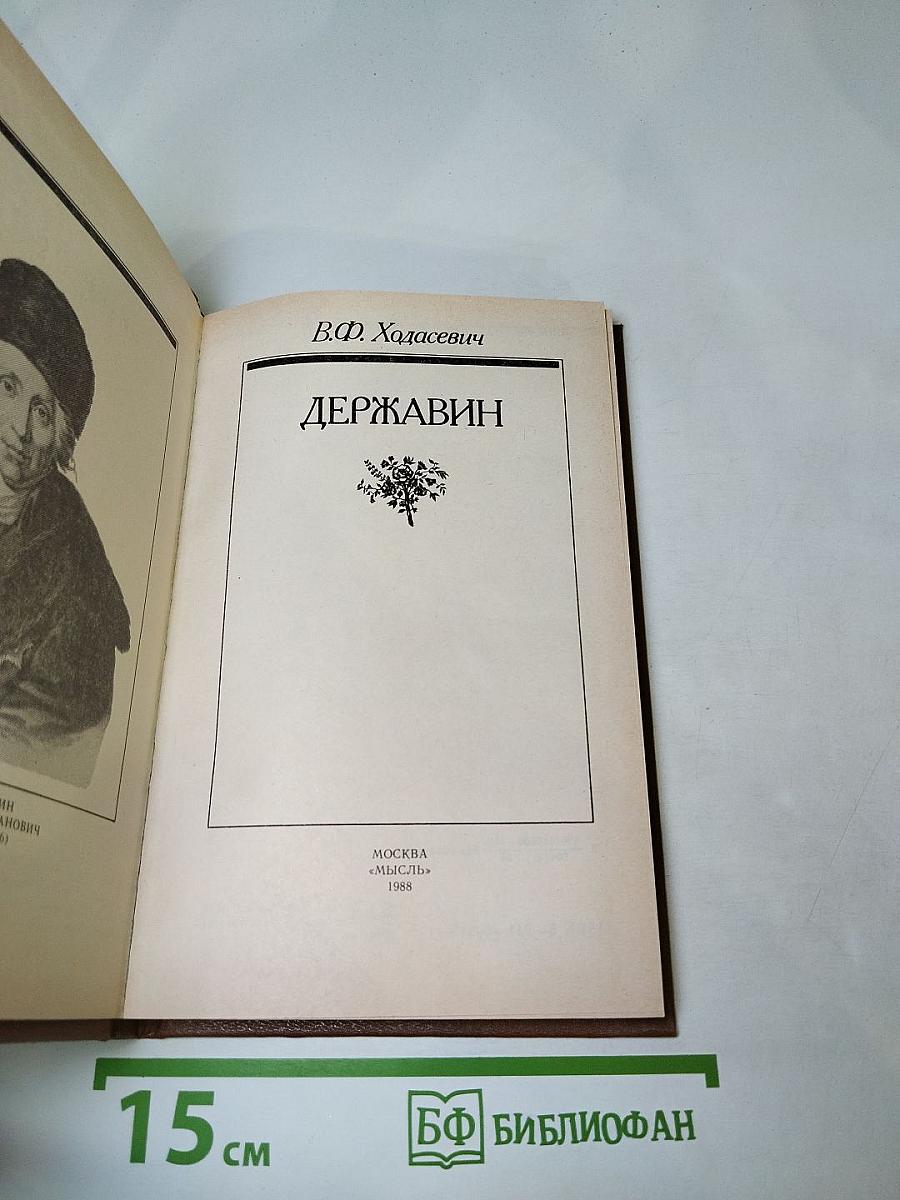 В.Ф. Ходасевич
ДЕРЖАВИН
МОСКВА
«МЫСЛЬ»
1988
15 см
БФ БИБЛИОФАН